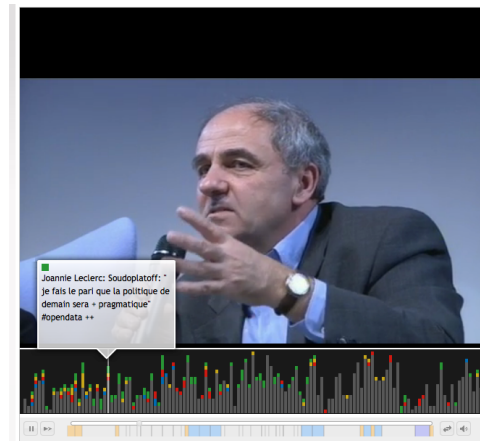 Joannie Leclerc: Soudoplatoff: "
je fais le pari que la politique de
demain sera + pragmatique"
#opendata ++